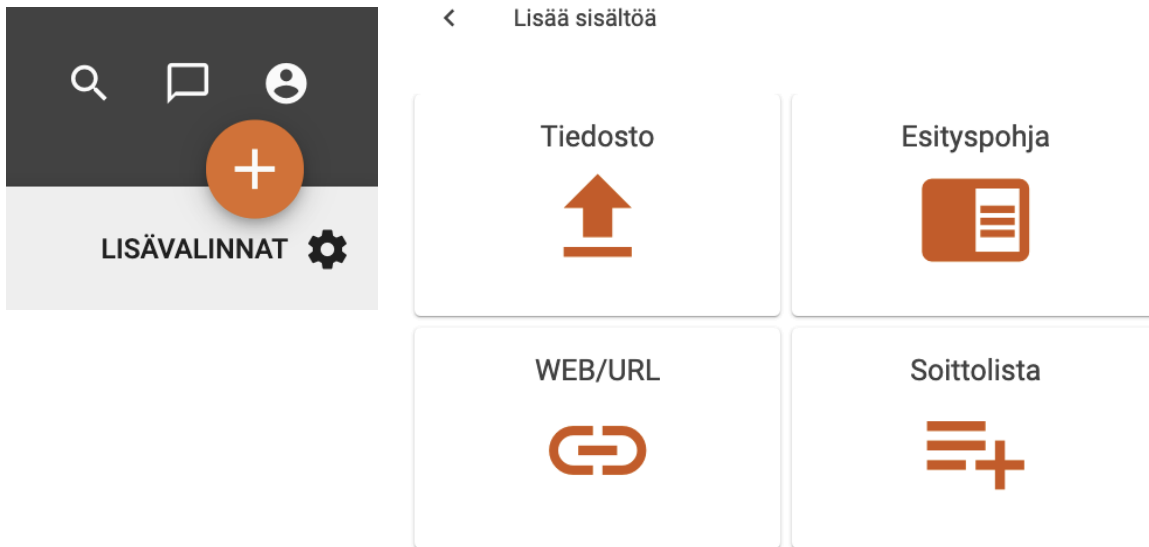 LISÄVALINNAT
Lisää sisältöä
Tiedosto
Esityspohja
WEB/URL
Soittolista